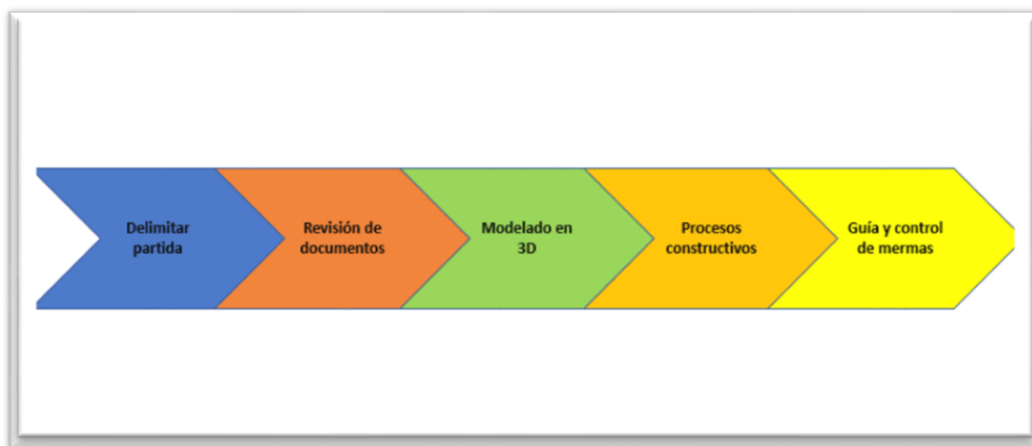 Delimitar
partida
Revisión de
documentos
Modelado en
3D
Procesos
constructivos
Guía y control
de mermas